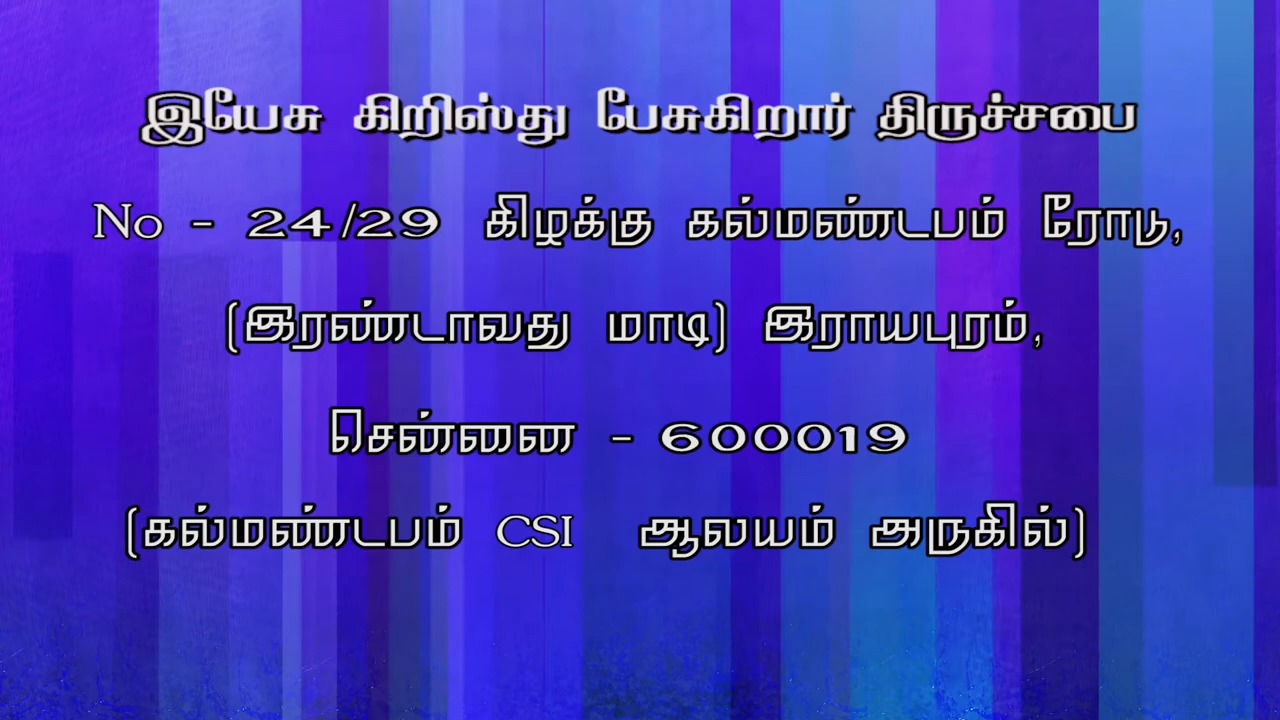 இயேசு கிறிஸ்து பேசுகிறார் திருச்சபை
No - 24/29 கிழக்கு கல்மண்டபம் ரோடு,
(இரண்டாவது மாடி) இராயபுரம்,
சென்னை - 600019
(கல்மண்டபம் CSI ஆலயம் அருகில்)